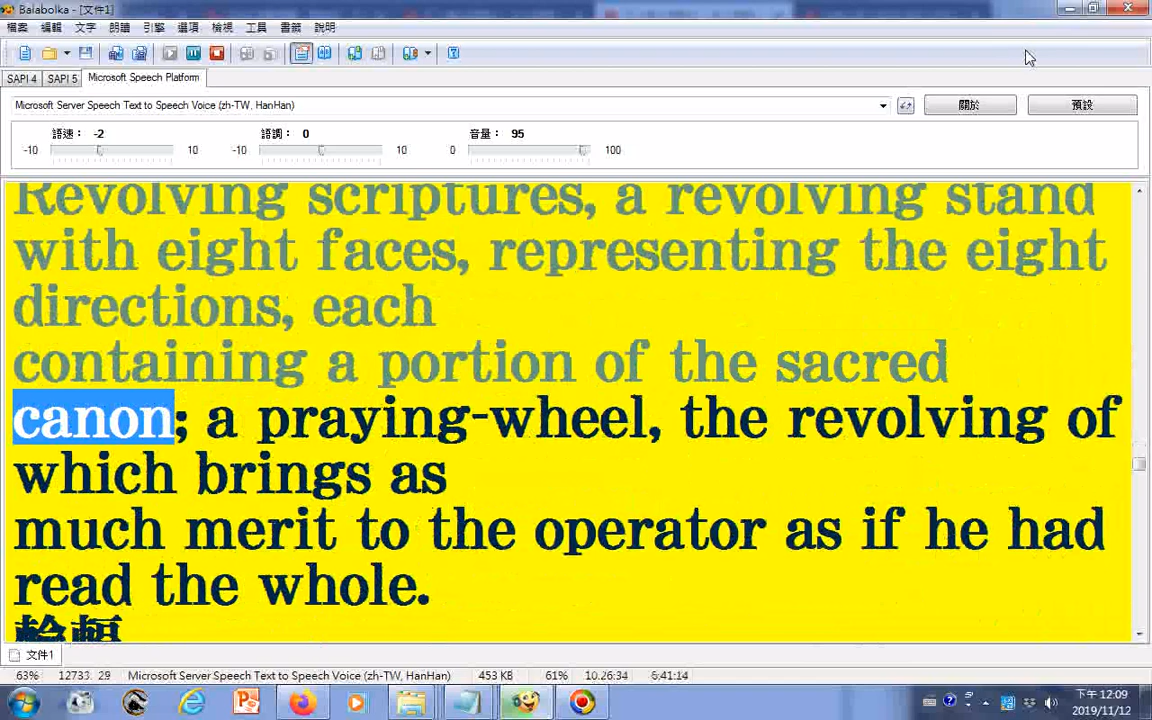 Balabolka - [文件1]
檔案 編輯 文字 朗讀 引擎 選項 檢視 工具 書籤 說明
SAPI 4 SAPI 5 Microsoft Speech Platform
Microsoft Server Speech Text to Speech Voice (zh-TW, HanHan) 關於 預設
語速： -2 語調： 0 音量： 95
-10 10 -10 10 0 100
Revolving scriptures, a revolving stand
with eight faces, representing the eight
directions, each
containing a portion of the sacred
canon; a praying-wheel, the revolving of
which brings as
much merit to the operator as if he had
read the whole.
文件1
63% 12733: 29 Microsoft Server Speech Text to Speech Voice (zh-TW, HanHan) 453 KB 61% 10:26:34 6:41:14
下午 12:09
2019/11/12